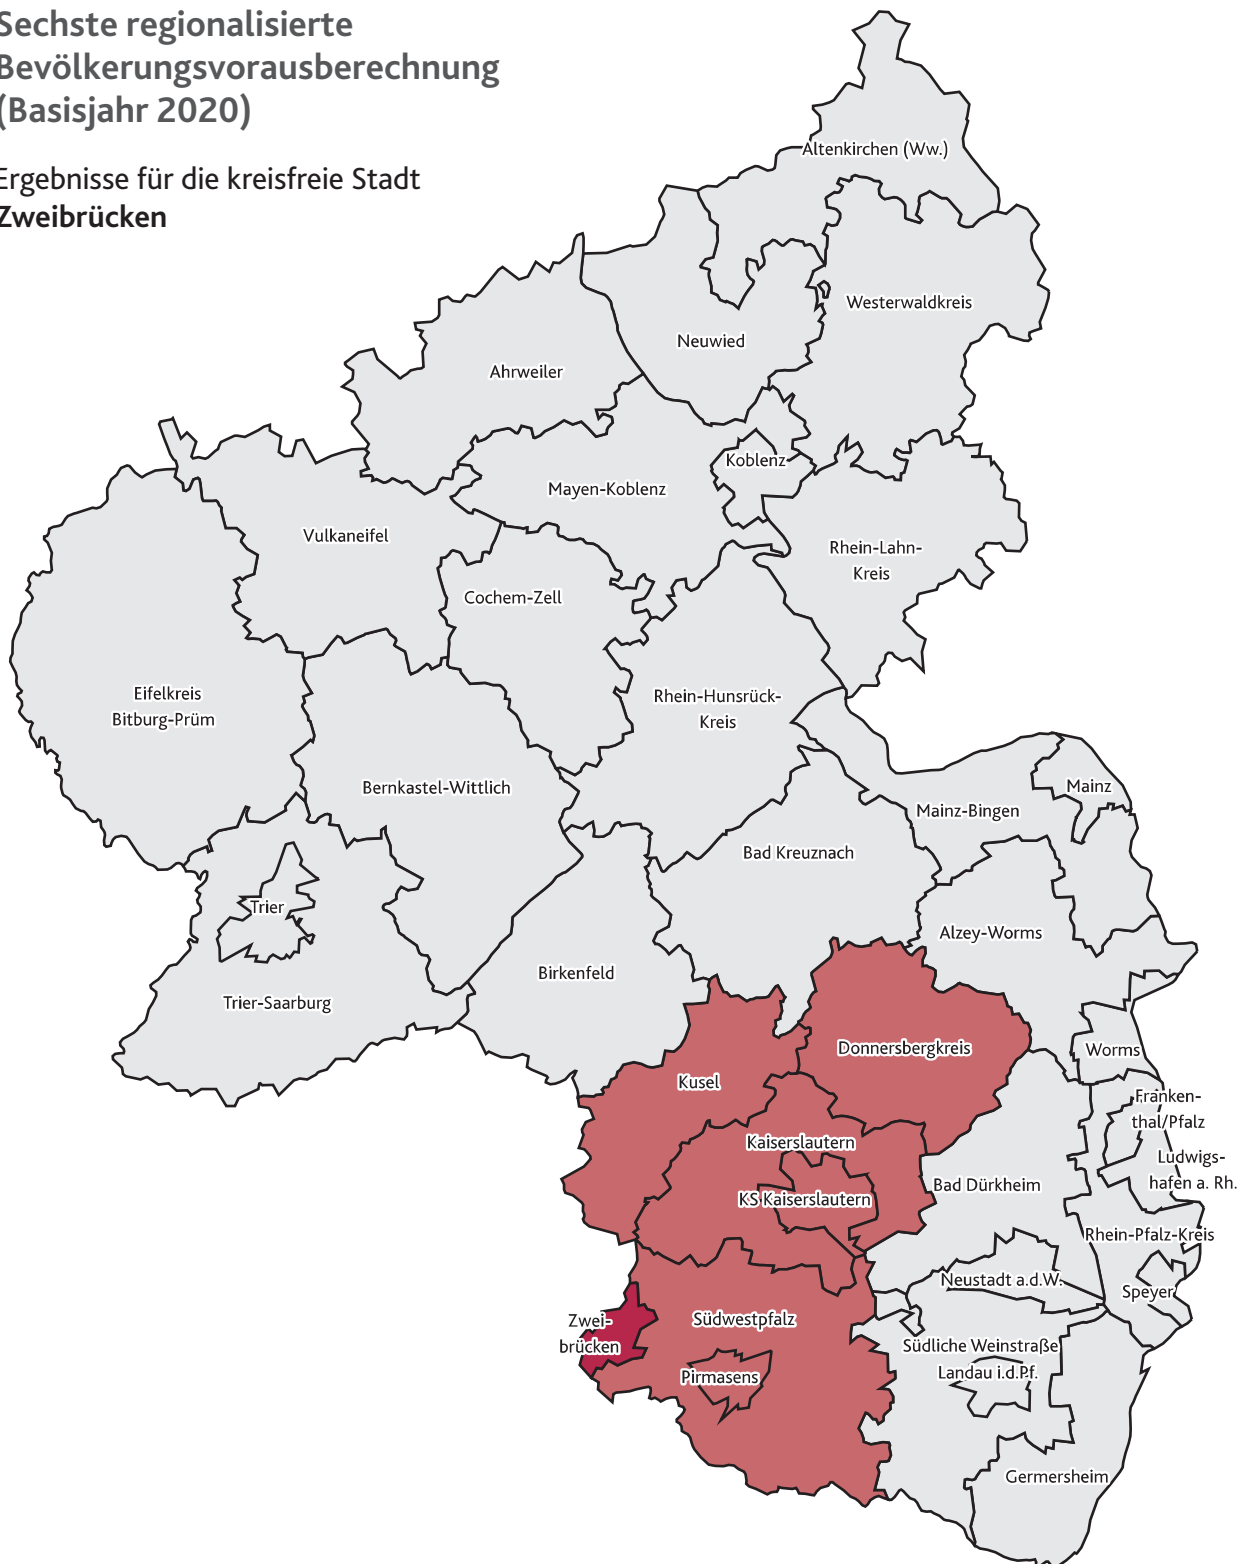 Sechste regionalisierte
Bevölkerungsvorausberechnung
(Basisjahr 2020)
Ergebnisse für die kreisfreie Stadt
Zweibrücken
Altenkirchen (Ww.)
Westerwaldkreis
Neuwied
Ahrweiler
Koblenz
Mayen-Koblenz
Vulkaneifel
Rhein-Lahn-
Kreis
Cochem-Zell
Eifelkreis
Bitburg-Prüm
Rhein-Hunsrück-
Kreis
Bernkastel-Wittlich
Mainz
Mainz-Bingen
Bad Kreuznach
Trier
Alzey-Worms
Birkenfeld
Trier-Saarburg
Donnersbergkreis
Worms
Kusel
Franken-
thal/Pfalz
Kaiserslautern
Ludwigs-
hafen a. Rh.
Bad Dürkheim
KS Kaiserslautern
Rhein-Pfalz-Kreis
Neustadt a.d.W.
Speyer
Zwei-
brücken
Südwestpfalz
Südliche Weinstraße
Landau i.d.Pf.
Pirmasens
Germersheim